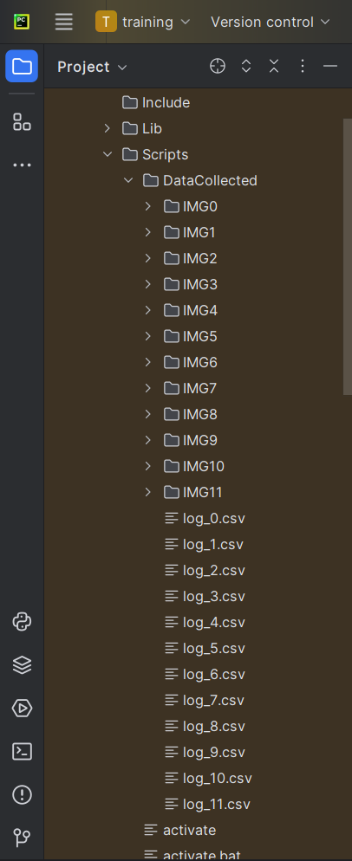 PC
T training Version control
Project
Include
Lib
Scripts
DataCollected
IMG0
IMG1
IMG2
IMG3
IMG4
IMG5
IMG6
IMG7
IMG8
IMG9
IMG10
IMG11
log_0.csv
log_1.csv
log_2.csv
log_3.csv
log_4.csv
log_5.csv
log_6.csv
log_7.csv
log_8.csv
log_9.csv
log_10.csv
log_11.csv
activate
activate.bat